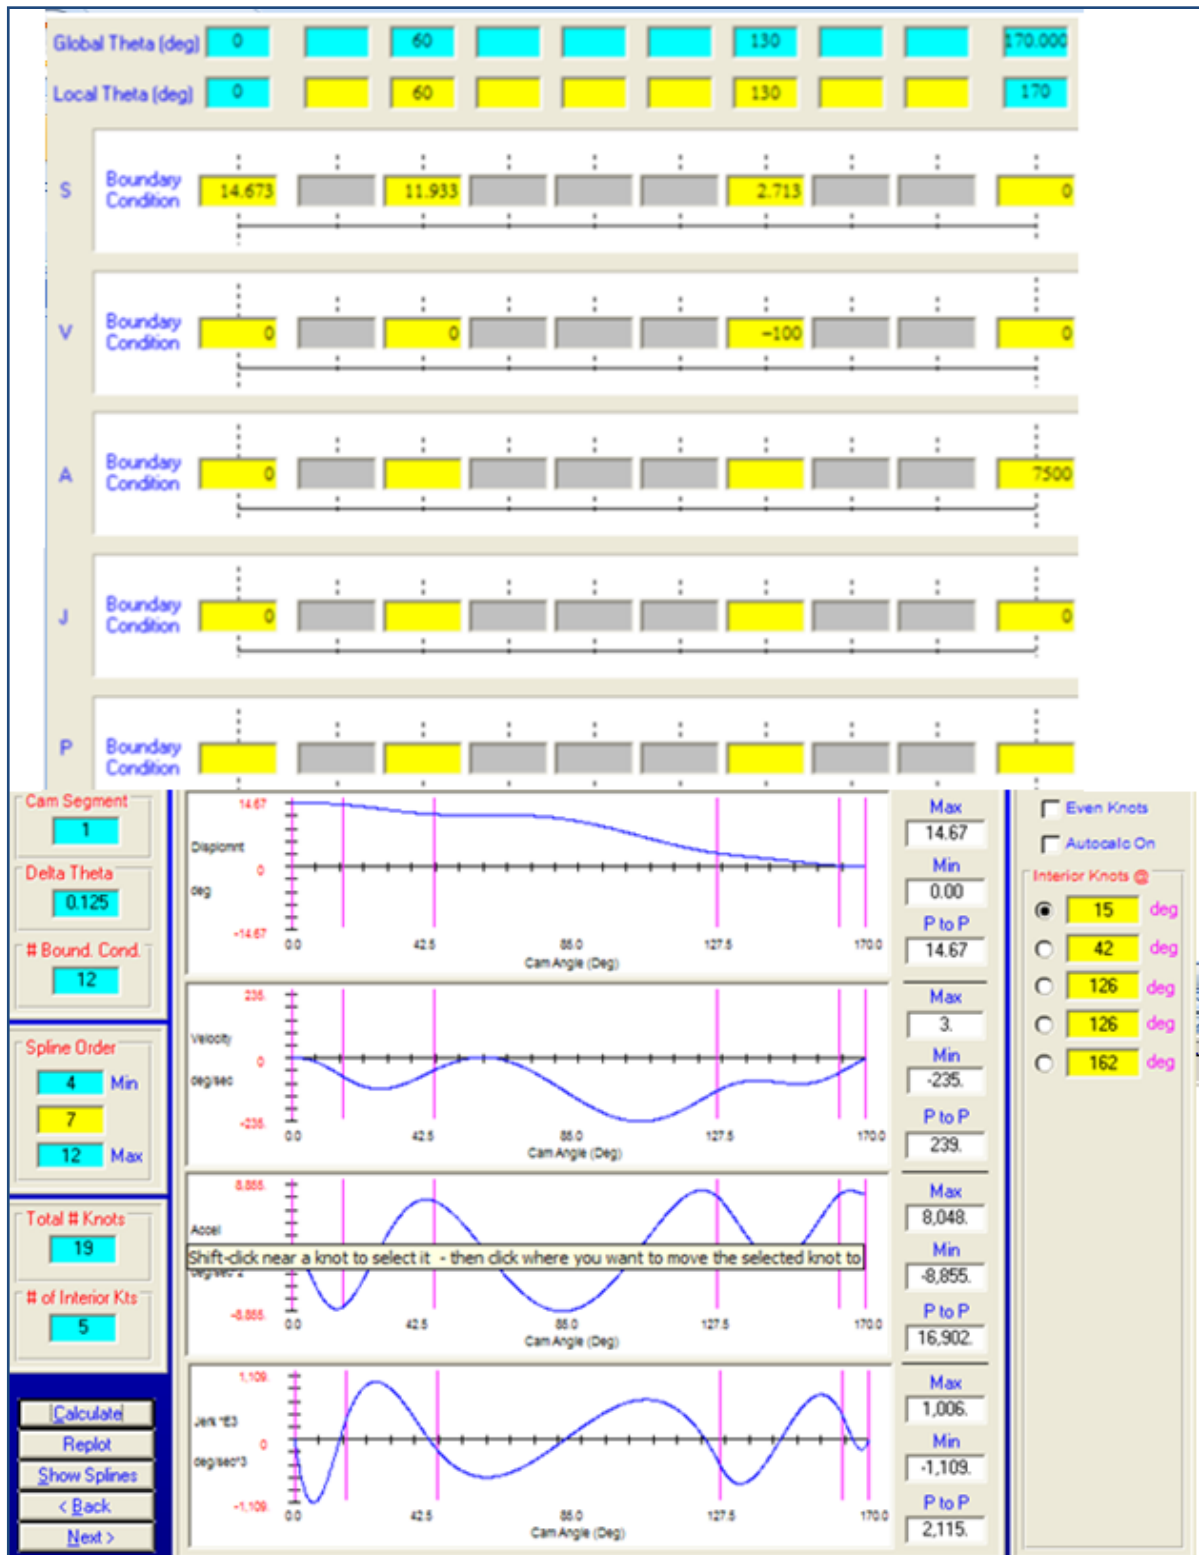 Global Theta (deg) 0 60 130 170.000
Local Theta (deg) 0 60 130 170
S Boundary Condition 14.673 11.933 2.713 0
V Boundary Condition 0 0 -100 0
A Boundary Condition 0 7500
J Boundary Condition 0 0
P Boundary Condition
Cam Segment
1
Delta Theta
0.125
# Bound. Cond.
12
Spline Order
4 Min
7
12 Max
Total # Knots
19
# of Interior Kts
5
Calculate
Replot
Show Splines
< Back
Next >
14.67
Displcmnt
0
deg
-14.67
0.0 42.5 85.0 127.5 170.0
Cam Angle (Deg)
Max
14.67
Min
0.00
P to P
14.67
235.
Velocity
0
deg/sec
-235.
0.0 42.5 85.0 127.5 170.0
Cam Angle (Deg)
Max
3.
Min
-235.
P to P
239.
8,855.
Accel
Shift-click near a knot to select it - then click where you want to move the selected knot to
deg/sec^2
-8,855.
0.0 42.5 85.0 127.5 170.0
Cam Angle (Deg)
Max
8,048.
Min
-8,855.
P to P
16,902.
1,109.
Jerk *E3
0
deg/sec^3
-1,109.
0.0 42.5 85.0 127.5 170.0
Cam Angle (Deg)
Max
1,006.
Min
-1,109.
P to P
2,115.
Even Knots
Autocalc On
Interior Knots @
15 deg
42 deg
126 deg
126 deg
162 deg